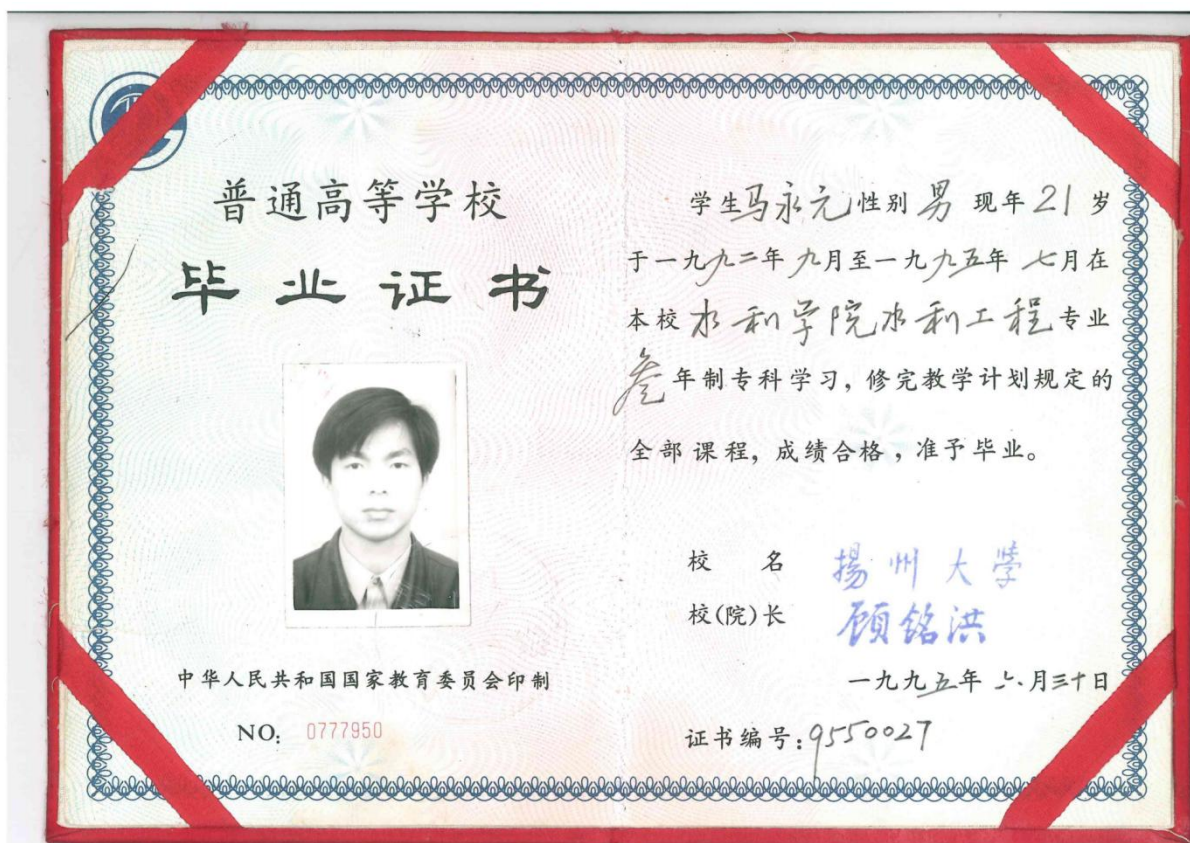 普通高等学校
毕业证书
中华人民共和国国家教育委员会印制
NO: 0777950
学生马永元性别男 现年21岁
于一九九二年九月至一九九五年 七月在
本校水利学院水利工程专业
叁年制专科学习，修完教学计划规定的
全部课程，成绩合格，准予毕业。
校 名 揚州大學
校(院)长 顾铭洪
一九九五年六月三十日
证书编号:9550027